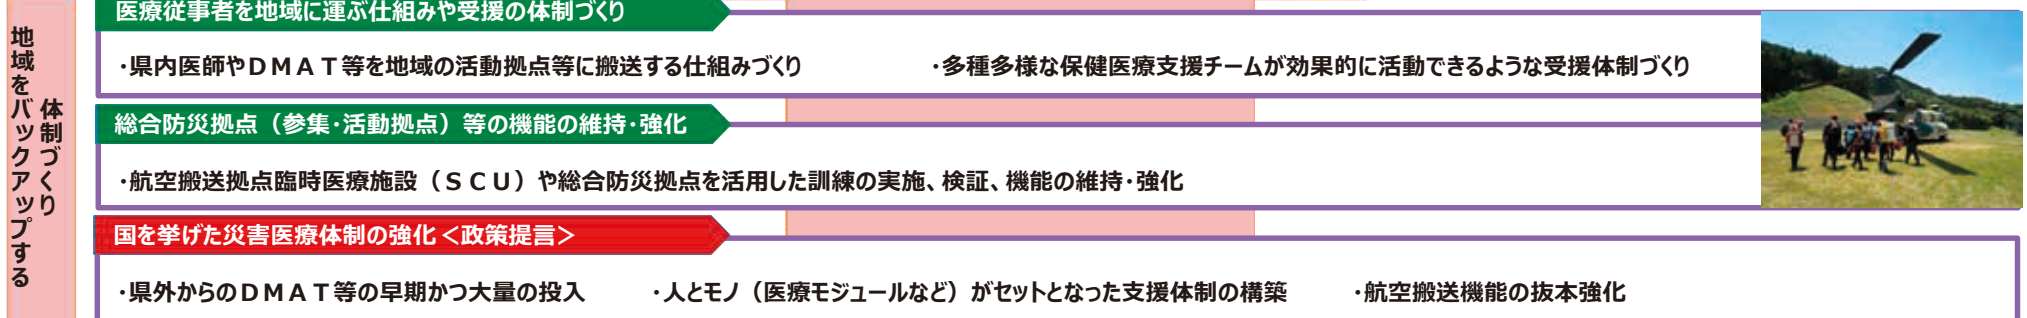 地域をバックアップする
体制づくり
医療従事者を地域に運ぶ仕組みや受援の体制づくり
･県内医師やＤＭＡＴ等を地域の活動拠点等に搬送する仕組みづくり ･多種多様な保健医療支援チームが効果的に活動できるような受援体制づくり
総合防災拠点（参集･活動拠点）等の機能の維持･強化
･航空搬送拠点臨時医療施設（ＳＣＵ）や総合防災拠点を活用した訓練の実施、検証、機能の維持･強化
国を挙げた災害医療体制の強化＜政策提言＞
･県外からのＤＭＡＴ等の早期かつ大量の投入 ･人とモノ（医療モジュールなど）がセットとなった支援体制の構築 ･航空搬送機能の抜本強化